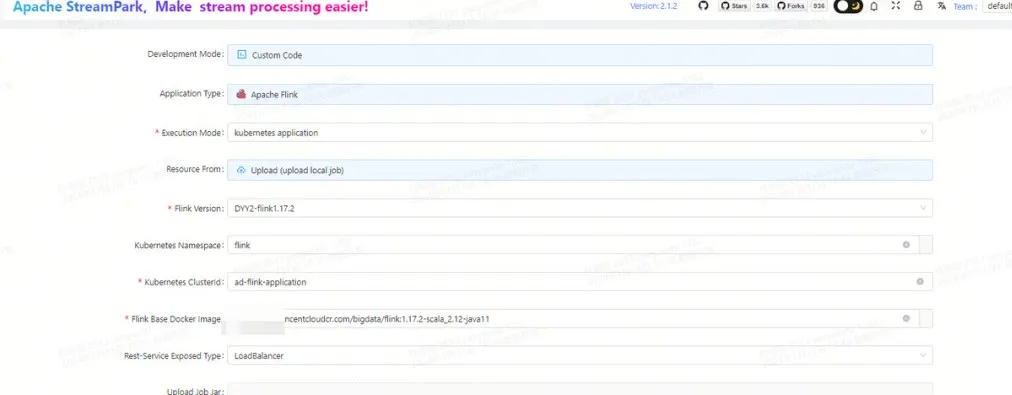 Apache StreamPark, Make stream processing easier!
Version: 2.1.2
Stars 3.6k Forks 936 Team : default
Development Mode : Custom Code
Application Type : Apache Flink
* Execution Mode : kubernetes application
Resource From : Upload (upload local job)
* Flink Version : DYY2-flink1.17.2
Kubernetes Namespace : flink
* Kubernetes ClusterId : ad-flink-application
* Flink Base Docker Image : ncentcloudcr.com/bigdata/flink:1.17.2-scala_2.12-java11
Rest-Service Exposed Type : LoadBalancer
Upload Job Jar :